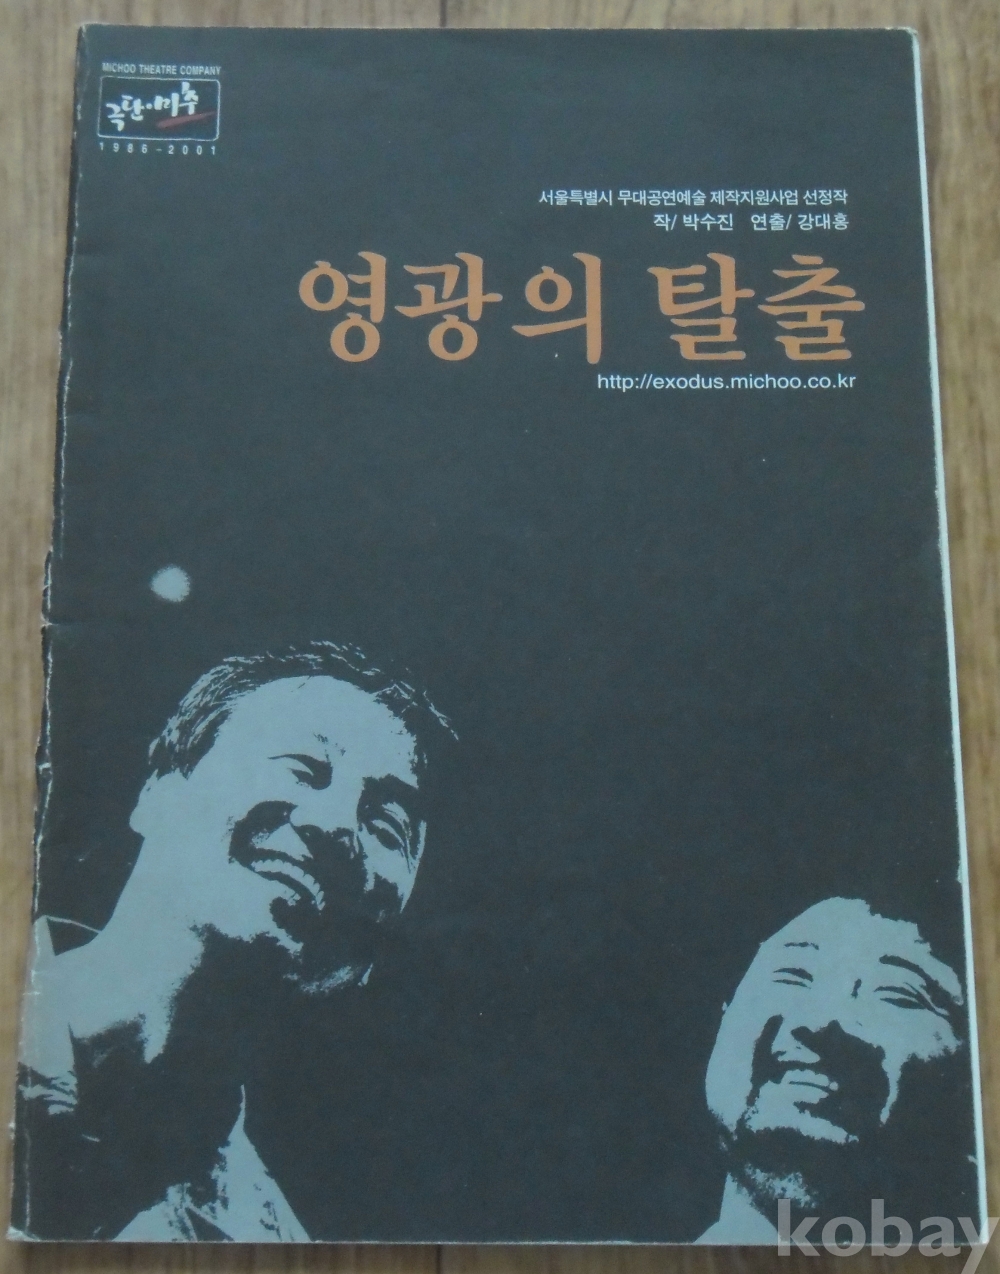 MICHOO THEATRE COMPANY
극단·미추
1986-2001
서울특별시 무대공연예술 제작지원사업 선정작
작/ 박수진 연출/ 강대홍
영광의 탈출
http://exodus.michoo.co.kr
kobay